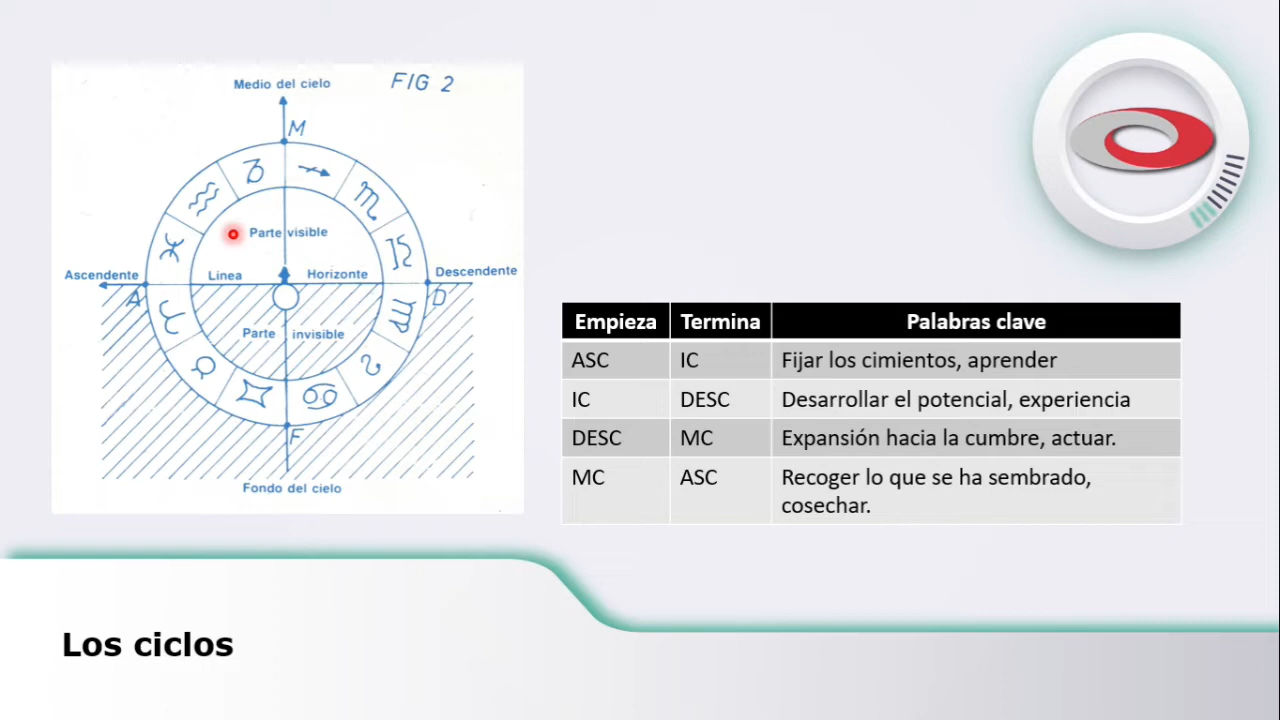 Medio del cielo
FIG 2
M
Parte visible
Ascendente
Linea
Horizonte
Descendente
A
D
Parte invisible
F
Fondo del cielo
Empieza Termina Palabras clave
ASC IC Fijar los cimientos, aprender
IC DESC Desarrollar el potencial, experiencia
DESC MC Expansión hacia la cumbre, actuar.
MC ASC Recoger lo que se ha sembrado,
cosechar.
Los ciclos